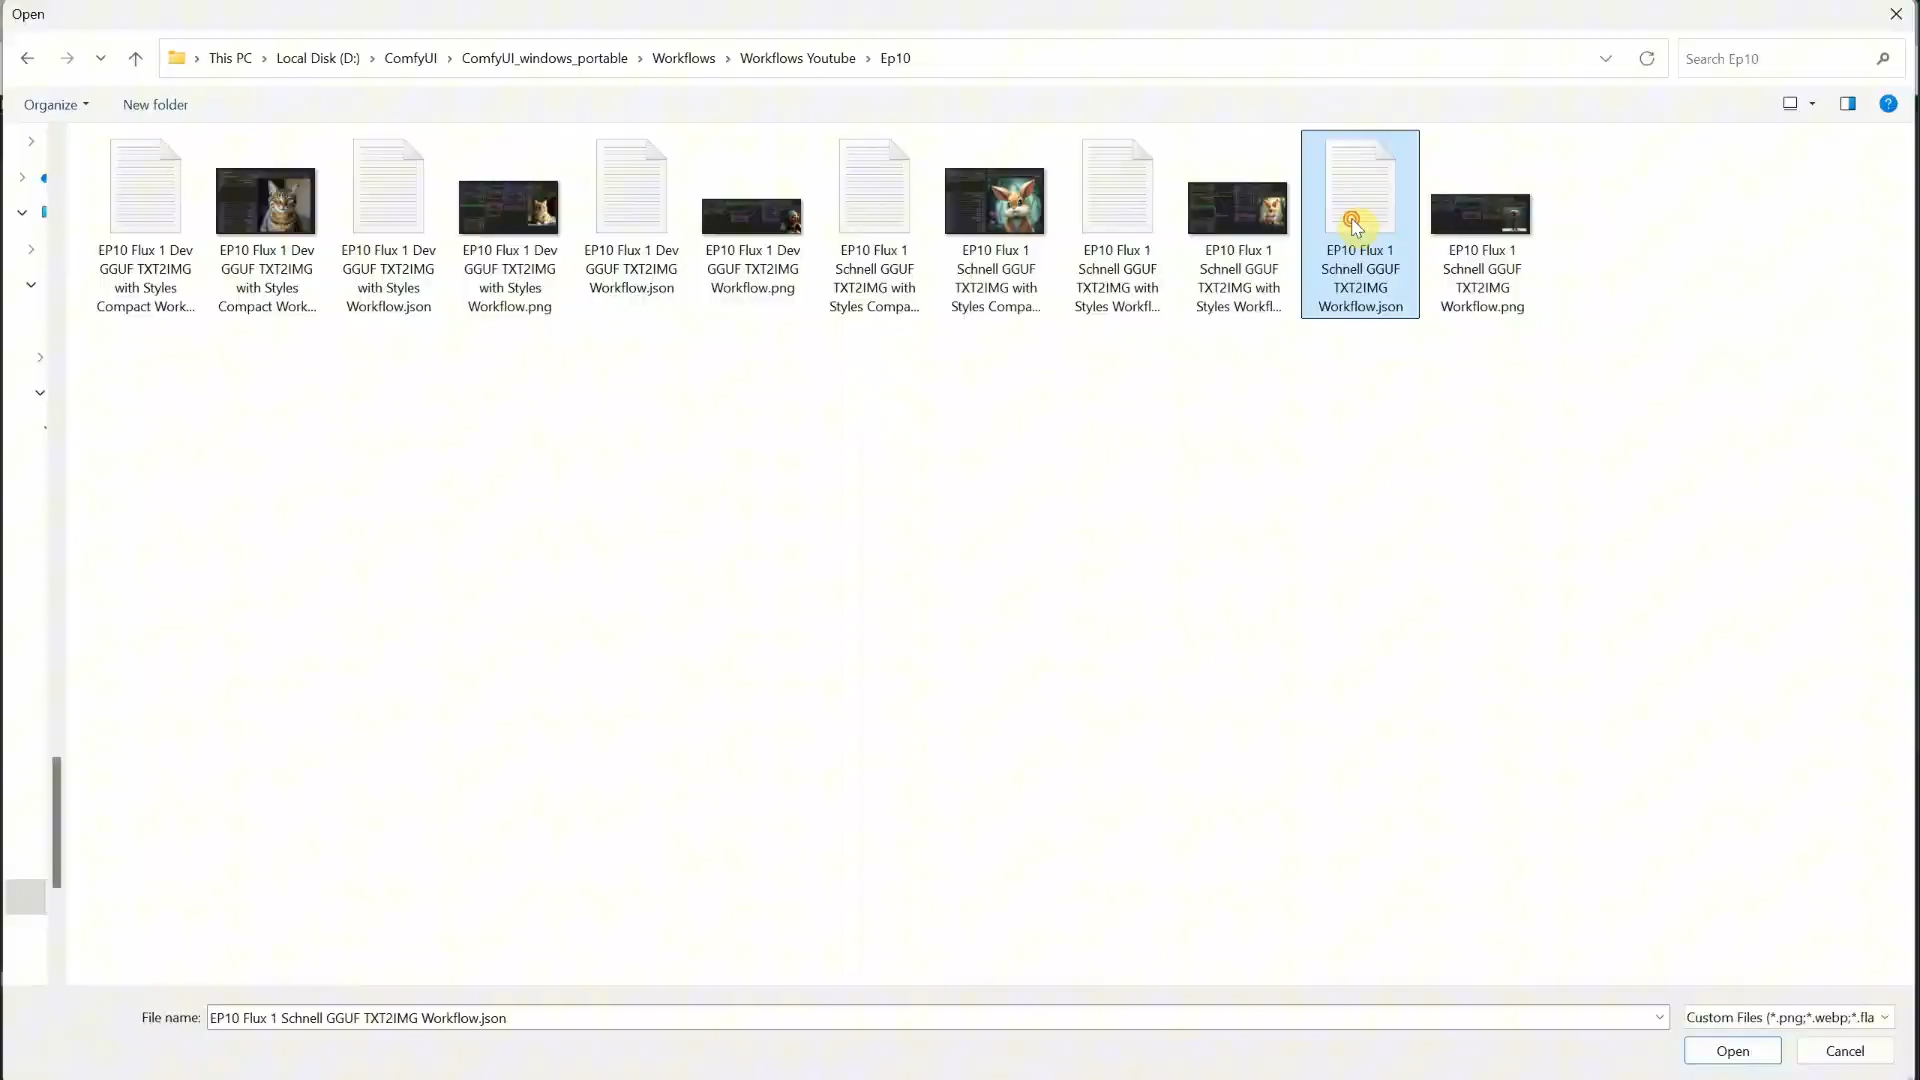 Open
This PC › Local Disk (D:) › ComfyUI › ComfyUI_windows_portable › Workflows › Workflows Youtube › Ep10
Search Ep10
Organize
New folder
EP10 Flux 1 Dev
GGUF TXT2IMG
with Styles
Compact Work...
EP10 Flux 1 Dev
GGUF TXT2IMG
with Styles
Compact Work...
EP10 Flux 1 Dev
GGUF TXT2IMG
with Styles
Workflow.json
EP10 Flux 1 Dev
GGUF TXT2IMG
with Styles
Workflow.png
EP10 Flux 1 Dev
GGUF TXT2IMG
Workflow.json
EP10 Flux 1 Dev
GGUF TXT2IMG
Workflow.png
EP10 Flux 1
Schnell GGUF
TXT2IMG with
Styles Compa...
EP10 Flux 1
Schnell GGUF
TXT2IMG with
Styles Compa...
EP10 Flux 1
Schnell GGUF
TXT2IMG with
Styles Workfl...
EP10 Flux 1
Schnell GGUF
TXT2IMG with
Styles Workfl...
EP10 Flux 1
Schnell GGUF
TXT2IMG
Workflow.json
EP10 Flux 1
Schnell GGUF
TXT2IMG
Workflow.png
File name: EP10 Flux 1 Schnell GGUF TXT2IMG Workflow.json
Custom Files (*.png;*.webp;*.fla
Open
Cancel